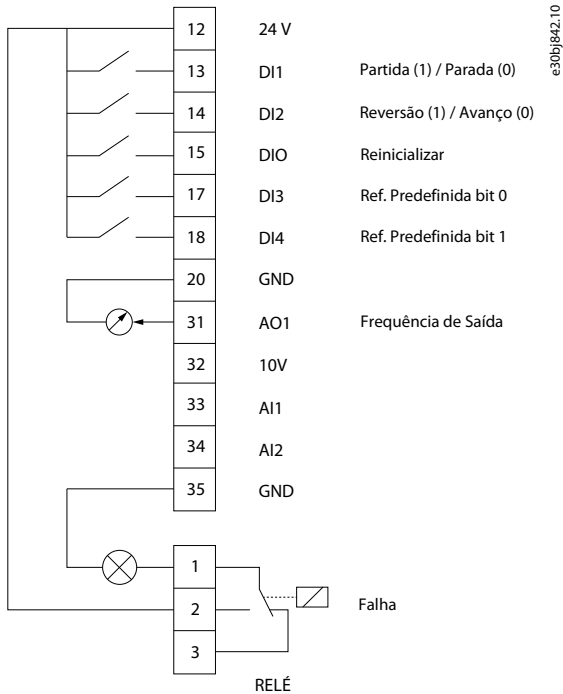 e30bj842.10
12 24 V
13 DI1 Partida (1) / Parada (0)
14 DI2 Reversão (1) / Avanço (0)
15 DIO Reinicializar
17 DI3 Ref. Predefinida bit 0
18 DI4 Ref. Predefinida bit 1
20 GND
31 AO1 Frequência de Saída
32 10V
33 AI1
34 AI2
35 GND
1
2 Falha
3
RELÉ